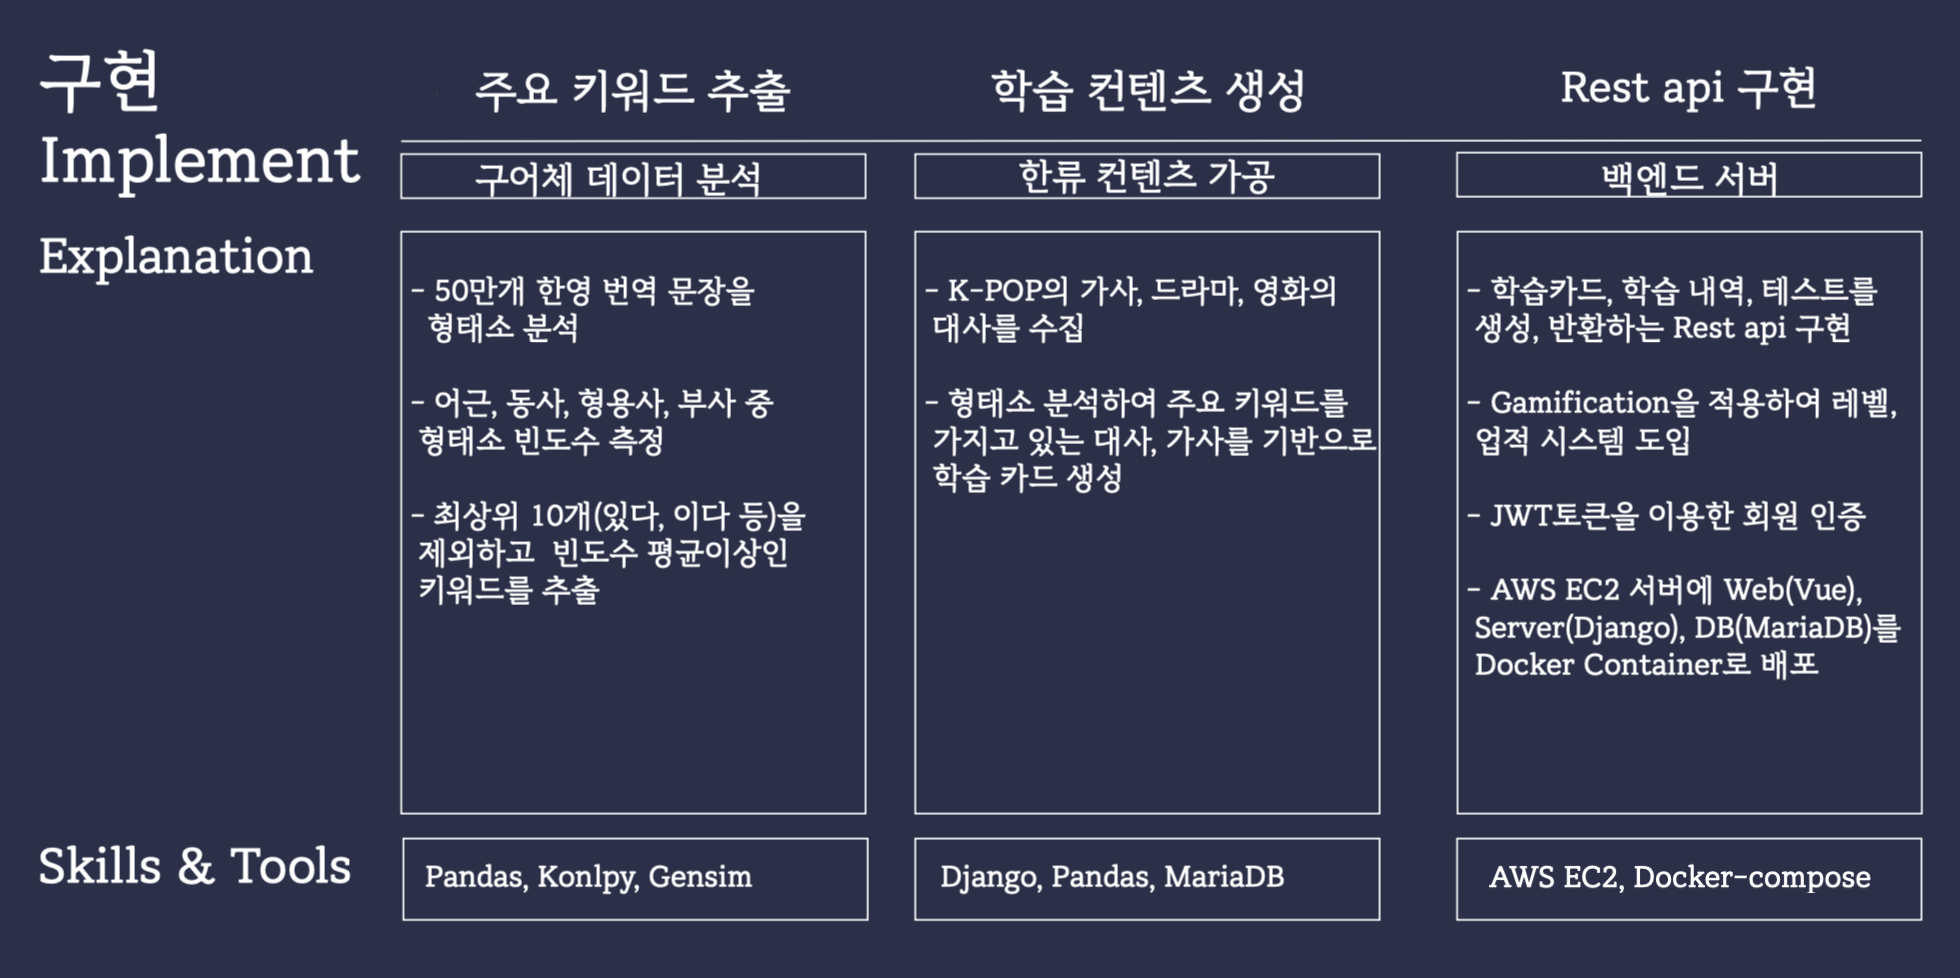 구현
Implement
주요 키워드 추출
학습 컨텐츠 생성
Rest api 구현
구어체 데이터 분석
한류 컨텐츠 가공
백엔드 서버
Explanation
- 50만개 한영 번역 문장을
형태소 분석
- 어근, 동사, 형용사, 부사 중
형태소 빈도수 측정
- 최상위 10개(있다, 이다 등)을
제외하고 빈도수 평균이상인
키워드를 추출
- K-POP의 가사, 드라마, 영화의
대사를 수집
- 형태소 분석하여 주요 키워드를
가지고 있는 대사, 가사를 기반으로
학습 카드 생성
- 학습카드, 학습 내역, 테스트를
생성, 반환하는 Rest api 구현
- Gamification을 적용하여 레벨,
업적 시스템 도입
- JWT토큰을 이용한 회원 인증
- AWS EC2 서버에 Web(Vue),
Server(Django), DB(MariaDB)를
Docker Container로 배포
Skills & Tools
Pandas, Konlpy, Gensim
Django, Pandas, MariaDB
AWS EC2, Docker-compose